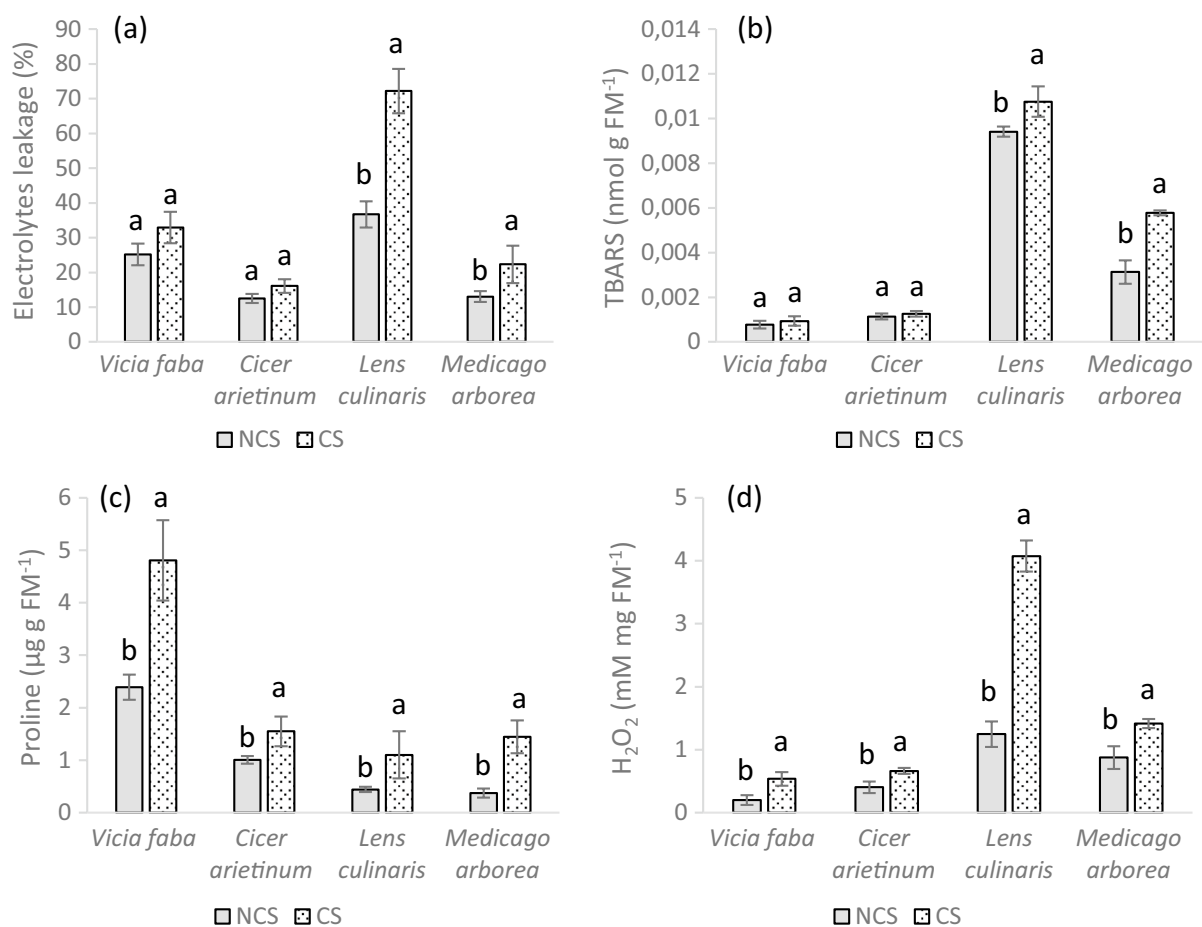 (a)
Electrolytes leakage (%)
90
80
70
60
50
40
30
20
10
0
a a a a b a b a
Vicia faba Cicer arietinum Lens culinaris Medicago arborea
NCS CS
(b)
TBARS (nmol g FM⁻¹)
0,014
0,012
0,01
0,008
0,006
0,004
0,002
0
a a a a b a b a
Vicia faba Cicer arietinum Lens culinaris Medicago arborea
NCS CS
(c)
Proline (µg g FM⁻¹)
6
5
4
3
2
1
0
b a b a b a b a
Vicia faba Cicer arietinum Lens culinaris Medicago arborea
NCS CS
(d)
H₂O₂ (mM mg FM⁻¹)
5
4
3
2
1
0
b a b a b a b a
Vicia faba Cicer arietinum Lens culinaris Medicago arborea
NCS CS